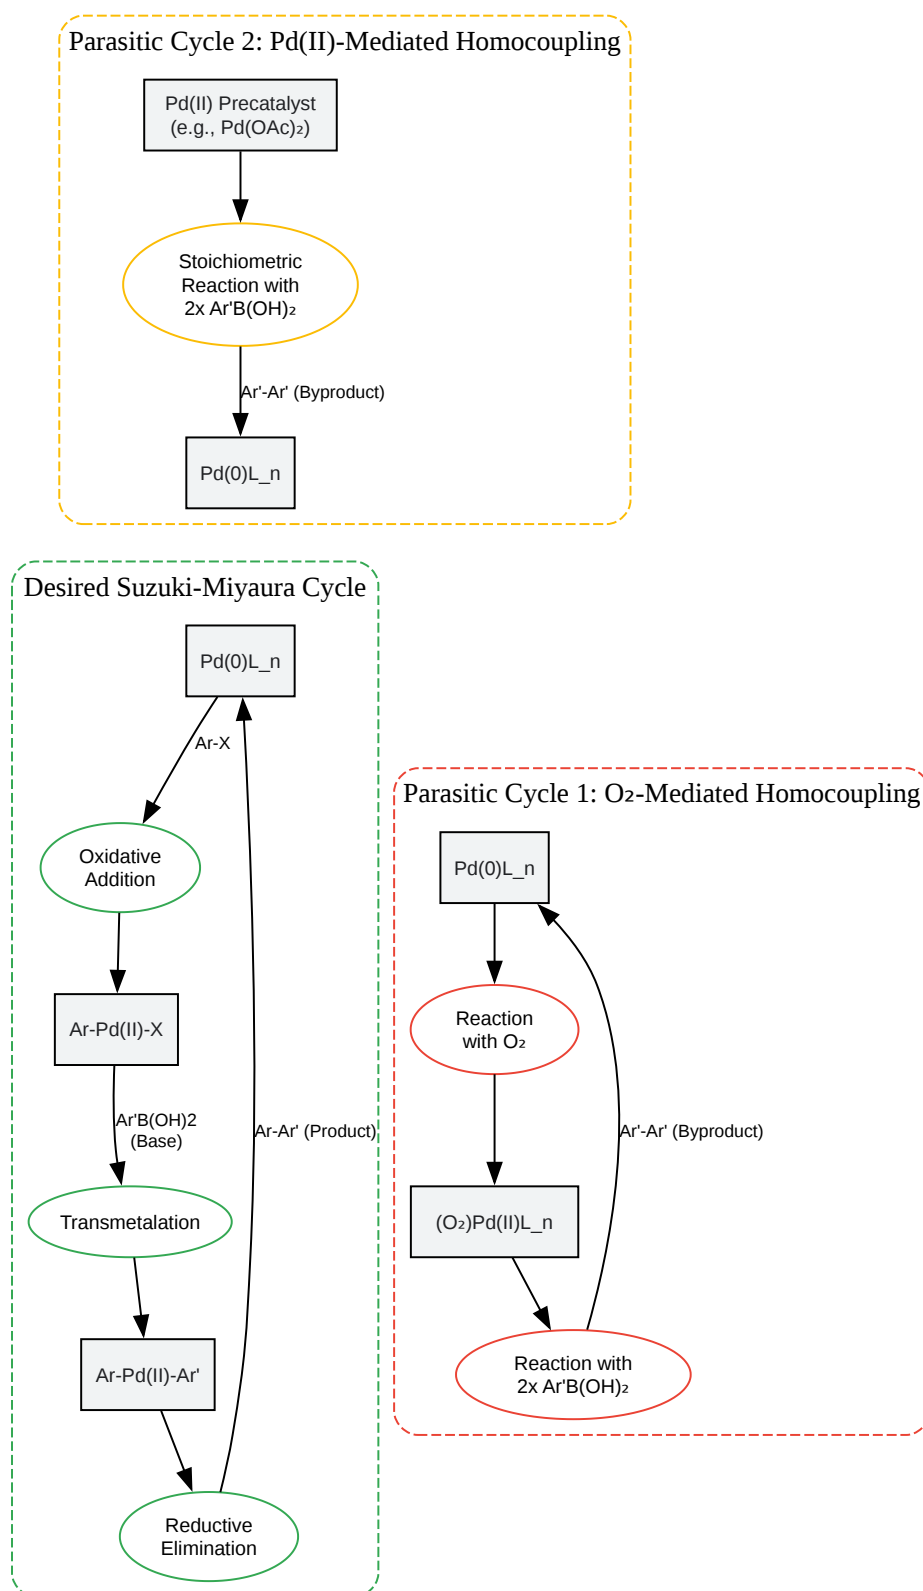 Parasitic Cycle 2: Pd(II)-Mediated Homocoupling
Pd(II) Precatalyst
(e.g., Pd(OAc)₂)
Stoichiometric
Reaction with
2x Ar'B(OH)₂
Ar'-Ar' (Byproduct)
Pd(0)L_n
Desired Suzuki-Miyaura Cycle
Pd(0)L_n
Ar-X
Oxidative
Addition
Ar-Pd(II)-X
Ar'B(OH)2
(Base)
Ar-Ar' (Product)
Transmetalation
Ar-Pd(II)-Ar'
Reductive
Elimination
Parasitic Cycle 1: O₂-Mediated Homocoupling
Pd(0)L_n
Reaction
with O₂
Ar'-Ar' (Byproduct)
(O₂)Pd(II)L_n
Reaction with
2x Ar'B(OH)₂